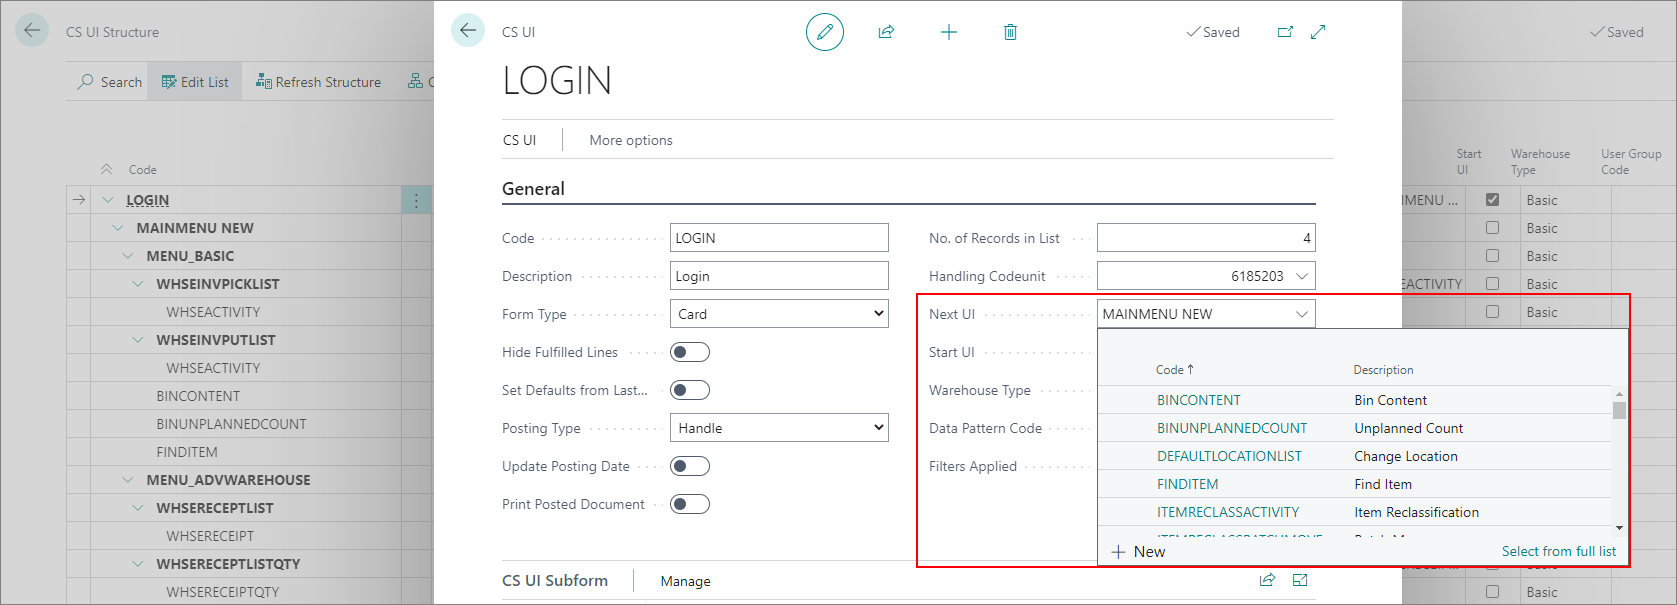 CS UI Structure
Search
Edit List
Refresh Structure
Code
LOGIN
MAINMENU NEW
MENU_BASIC
WHSEINVPICKLIST
WHSEACTIVITY
WHSEINVPUTLIST
WHSEACTIVITY
BINCONTENT
BINUNPLANNEDCOUNT
FINDITEM
MENU_ADVWAREHOUSE
WHSERECEPTLIST
WHSERECEIPT
WHSERECEPTLISTQTY
WHSERECEIPTQTY
CS UI
Saved
LOGIN
CS UI
More options
General
Code LOGIN
Description Login
Form Type Card
Hide Fulfilled Lines
Set Defaults from Last...
Posting Type Handle
Update Posting Date
Print Posted Document
No. of Records in List 4
Handling Codeunit 6185203
Next UI MAINMENU NEW
Start UI
Warehouse Type
Data Pattern Code
Filters Applied
Code ↑ Description
BINCONTENT Bin Content
BINUNPLANNEDCOUNT Unplanned Count
DEFAULTLOCATIONLIST Change Location
FINDITEM Find Item
ITEMRECLASSACTIVITY Item Reclassification
New
Select from full list
CS UI Subform
Manage
Saved
Start UI
Warehouse Type
User Group Code
Basic
Basic
Basic
Basic
Basic
Basic